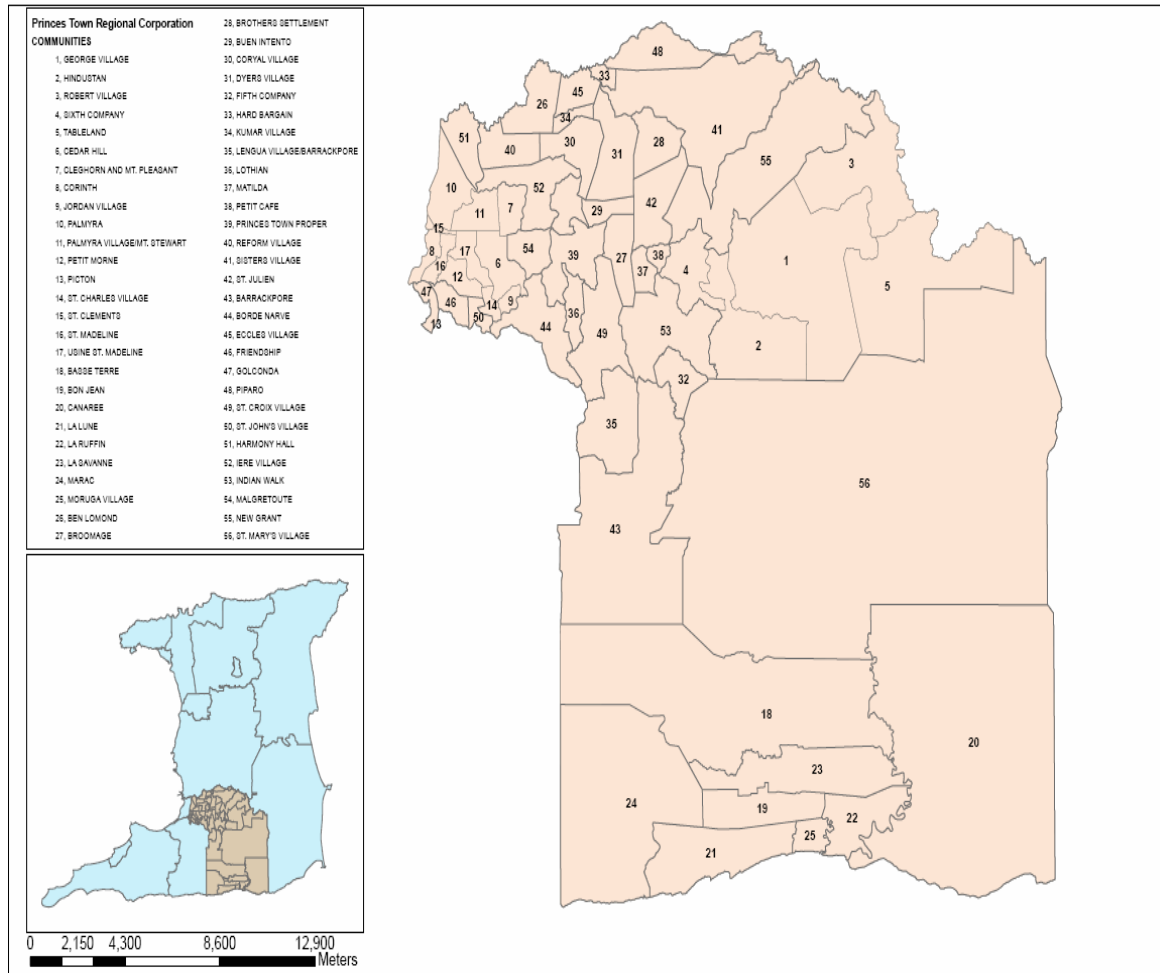 Princes Town Regional Corporation
COMMUNITIES
1, GEORGE VILLAGE
2, HINDUSTAN
3, ROBERT VILLAGE
4, SIXTH COMPANY
5, TABLELAND
6, CEDAR HILL
7, CLEGHORN AND MT. PLEASANT
8, CORINTH
9, JORDAN VILLAGE
10, PALMYRA
11, PALMYRA VILLAGE/MT. STEWART
12, PETIT MORNE
13, PICTON
14, ST. CHARLES VILLAGE
15, ST. CLEMENTS
16, ST. MADELINE
17, USINE ST. MADELINE
18, BASSE TERRE
19, BON JEAN
20, CANAREE
21, LA LUNE
22, LA RUFFIN
23, LA SAVANNE
24, MARAC
25, MORUGA VILLAGE
26, BEN LOMOND
27, BROOMAGE
28, BROTHERS SETTLEMENT
29, BUEN INTENTO
30, CORYAL VILLAGE
31, DYERS VILLAGE
32, FIFTH COMPANY
33, HARD BARGAIN
34, KUMAR VILLAGE
35, LENGUA VILLAGE/BARRACKPORE
36, LOTHIAN
37, MATILDA
38, PETIT CAFE
39, PRINCES TOWN PROPER
40, REFORM VILLAGE
41, SISTERS VILLAGE
42, ST. JULIEN
43, BARRACKPORE
44, BORDE NARVE
45, ECCLES VILLAGE
46, FRIENDSHIP
47, GOLCONDA
48, PIPARO
49, ST. CROIX VILLAGE
50, ST. JOHN'S VILLAGE
51, HARMONY HALL
52, IERE VILLAGE
53, INDIAN WALK
54, MALGRETOUTE
55, NEW GRANT
56, ST. MARY'S VILLAGE
48
33
45
26
34
41
51
40
30
31
28
55
3
10
52
11
7
29
42
15
8
17
54
39
27
38
16
12
6
37
4
1
47
46
14
9
5
13
50
44
36
49
53
2
32
35
56
43
18
20
23
24
19
22
25
21
0 2,150 4,300 8,600 12,900
Meters